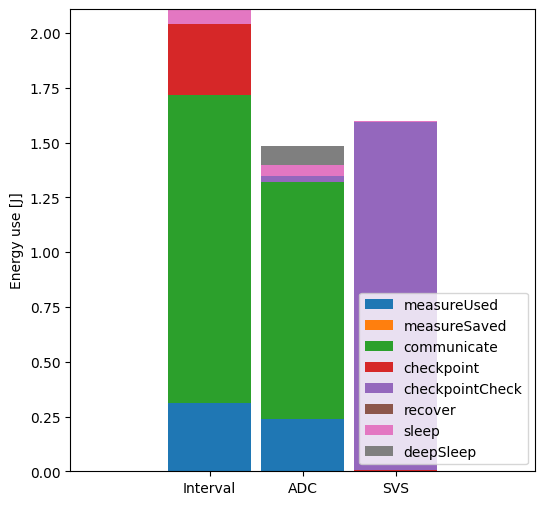 Energy use [J]
2.00
1.75
1.50
1.25
1.00
0.75
0.50
0.25
0.00
Interval
ADC
SVS
measureUsed
measureSaved
communicate
checkpoint
checkpointCheck
recover
sleep
deepSleep